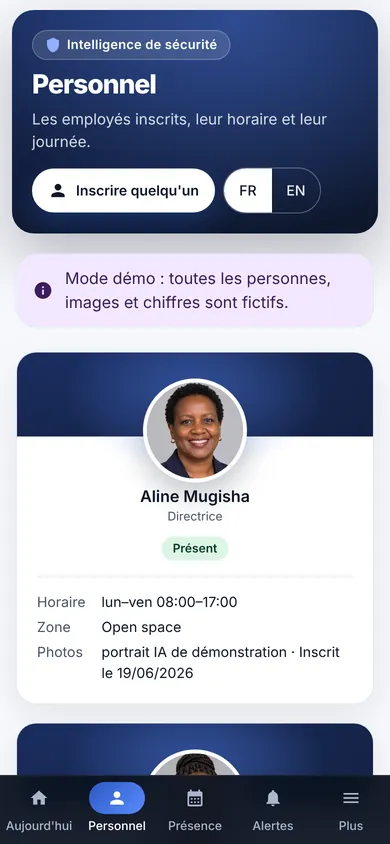 Intelligence de sécurité
Personnel
Les employés inscrits, leur horaire et leur
journée.
Inscrire quelqu'un
FR
EN
Mode démo : toutes les personnes,
images et chiffres sont fictifs.
Aline Mugisha
Directrice
Présent
Horaire lun–ven 08:00–17:00
Zone Open space
Photos portrait IA de démonstration · Inscrit
le 19/06/2026
Aujourd'hui
Personnel
Présence
Alertes
Plus